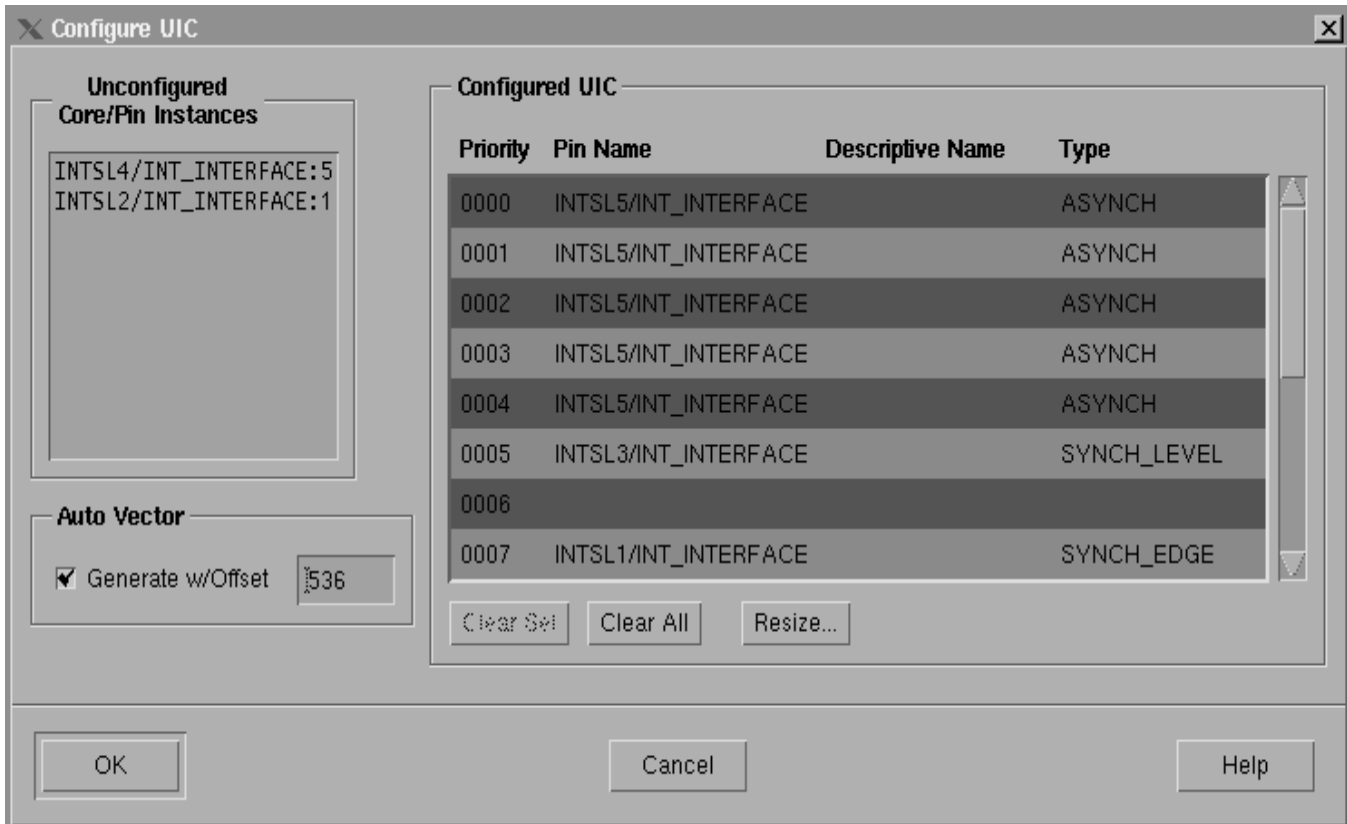 Configure UIC
Unconfigured
Core/Pin Instances
INTSL4/INT_INTERFACE:5
INTSL2/INT_INTERFACE:1
Auto Vector
Generate w/Offset 536
Configured UIC
Priority Pin Name Descriptive Name Type
0000 INTSL5/INT_INTERFACE ASYNCH
0001 INTSL5/INT_INTERFACE ASYNCH
0002 INTSL5/INT_INTERFACE ASYNCH
0003 INTSL5/INT_INTERFACE ASYNCH
0004 INTSL5/INT_INTERFACE ASYNCH
0005 INTSL3/INT_INTERFACE SYNCH_LEVEL
0006
0007 INTSL1/INT_INTERFACE SYNCH_EDGE
Clear Sel Clear All Resize...
OK Cancel Help